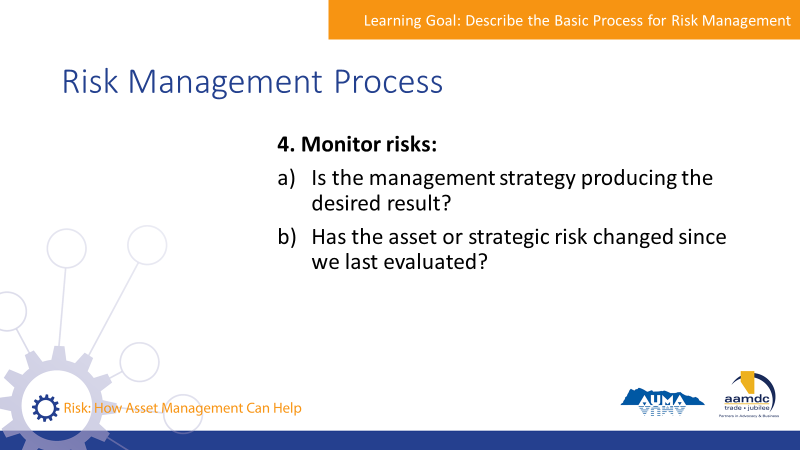 Learning Goal: Describe the Basic Process for Risk Management
Risk Management Process
4. Monitor risks:
a) Is the management strategy producing the
desired result?
b) Has the asset or strategic risk changed since
we last evaluated?
Risk: How Asset Management Can Help
AUMA
aamdc
trade • jubilee
Partners in Advocacy & Business